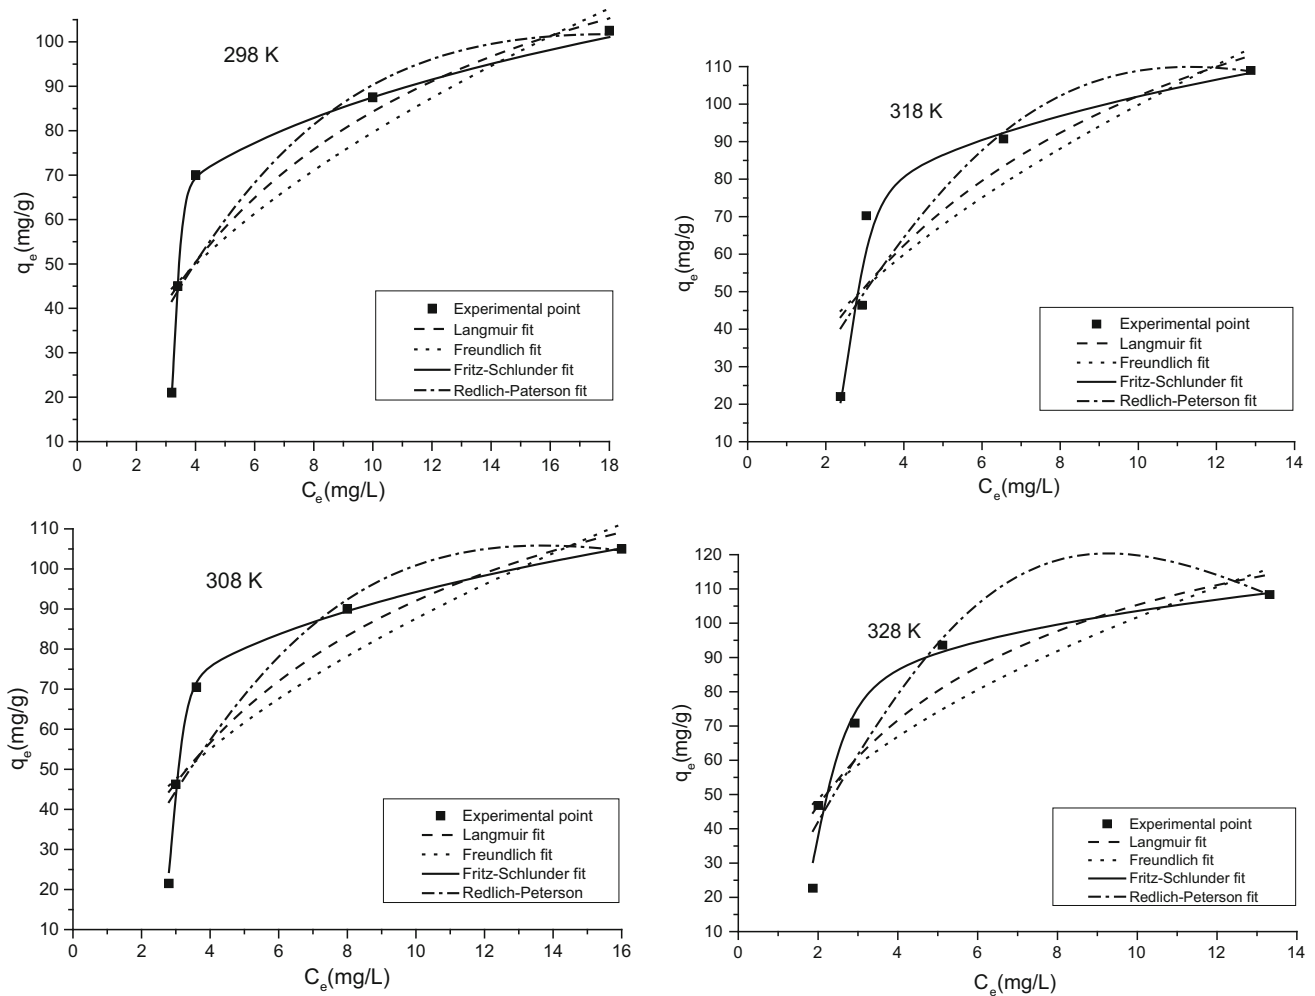 298 K
100
90
80
70
60
50
40
30
20
10
0 2 4 6 8 10 12 14 16 18
qe(mg/g)
Ce(mg/L)
Experimental point
Langmuir fit
Freundlich fit
Fritz-Schlunder fit
Redlich-Paterson fit
318 K
110
100
90
80
70
60
50
40
30
20
10
0 2 4 6 8 10 12 14
qe(mg/g)
Ce(mg/L)
Experimental point
Langmuir fit
Freundlich fit
Fritz-Schlunder fit
Redlich-Peterson fit
308 K
110
100
90
80
70
60
50
40
30
20
10
0 2 4 6 8 10 12 14 16
qe(mg/g)
Ce(mg/L)
Experimental point
Langmuir fit
Freundlich fit
Fritz-Schlunder fit
Redlich-Peterson
328 K
120
110
100
90
80
70
60
50
40
30
20
10
0 2 4 6 8 10 12 14
qe(mg/g)
Ce(mg/L)
Experimental point
Langmuir fit
Freundlich fit
Fritz-Schlunder fit
Redlich-Peterson fit